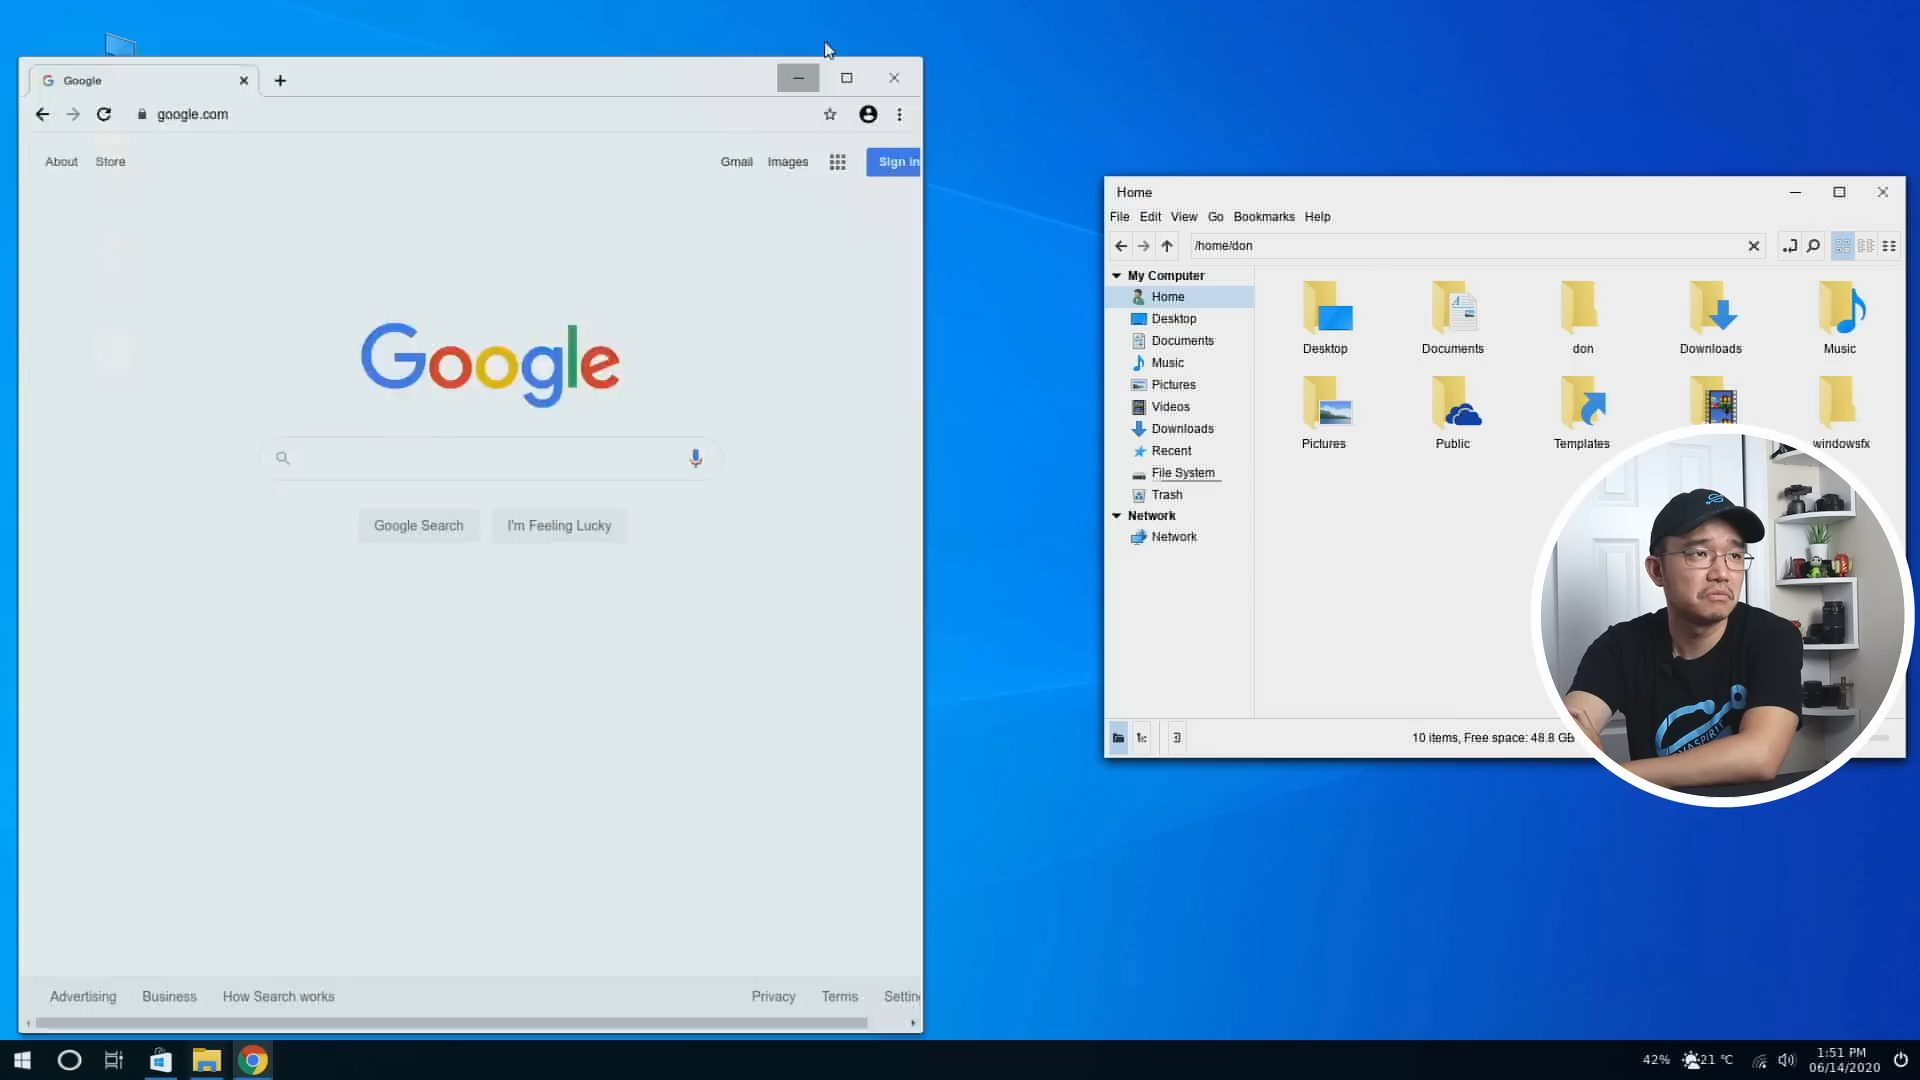 Google
google.com
About Store
Gmail Images
Sign in
Google
Google Search I'm Feeling Lucky
Advertising Business How Search works
Privacy Terms
Home
File Edit View Go Bookmarks Help
/home/don
My Computer
Home
Desktop
Documents
Music
Pictures
Videos
Downloads
Recent
File System
Trash
Network
Network
Desktop Documents don Downloads Music
Pictures Public Templates windowsfx
10 items, Free space: 48.8 GB
42% 21 °C
1:51 PM
06/14/2020